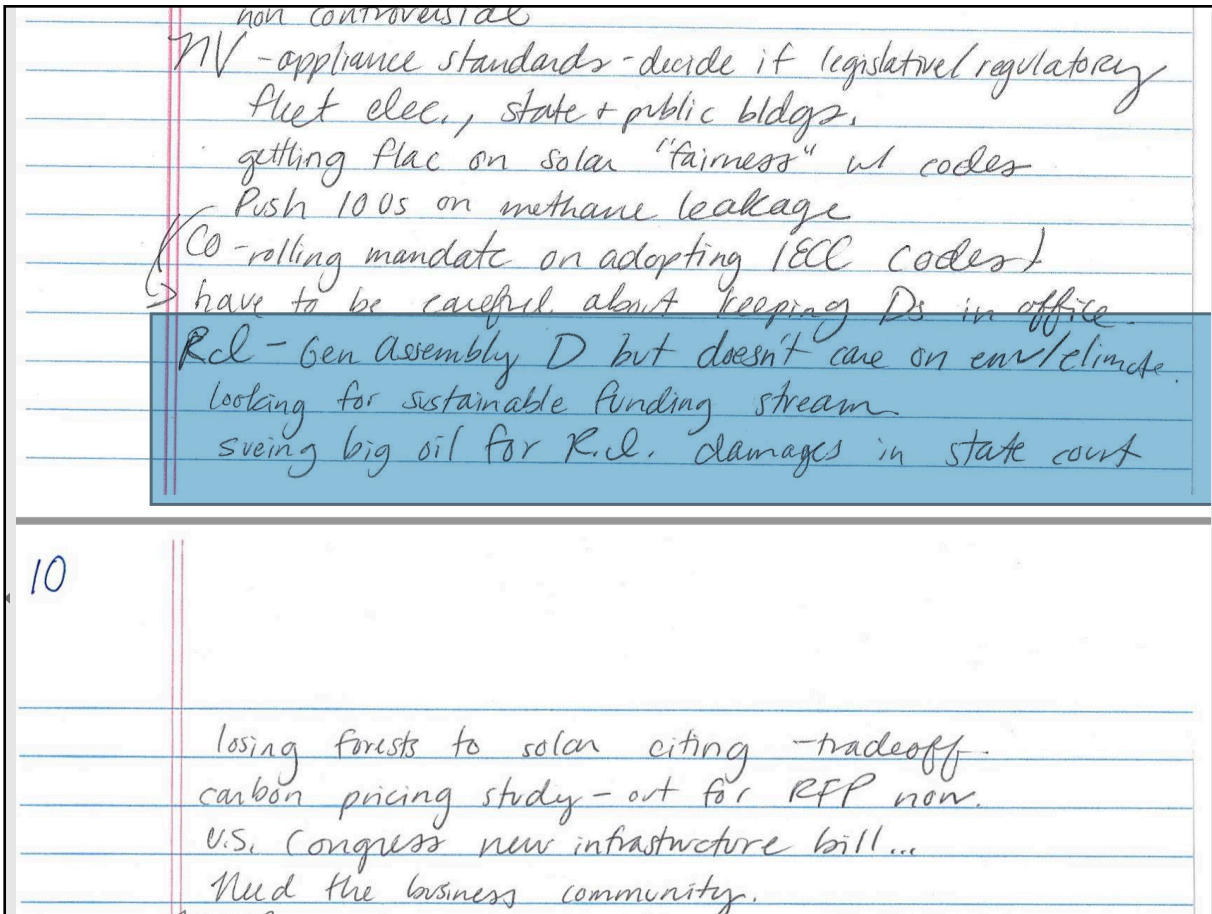 non controversial
NV - appliance standards - decide if legislative/regulatory
fleet elec., state + public bldgs.
gettling flac on solar "fairness" w/ codes
Push 100s on methane leakage
(CO - rolling mandate on adopting IECC codes)
> have to be careful about keeping Ds in office.
R.I - Gen Assembly D but doesn't care on env/climate.
looking for sustainable funding stream
sueing big oil for R.I. damages in state court
10
losing forests to solar citing - tradeoff.
carbon pricing study - out for RFP now.
U.S. Congress new infrastructure bill...
Need the business community.